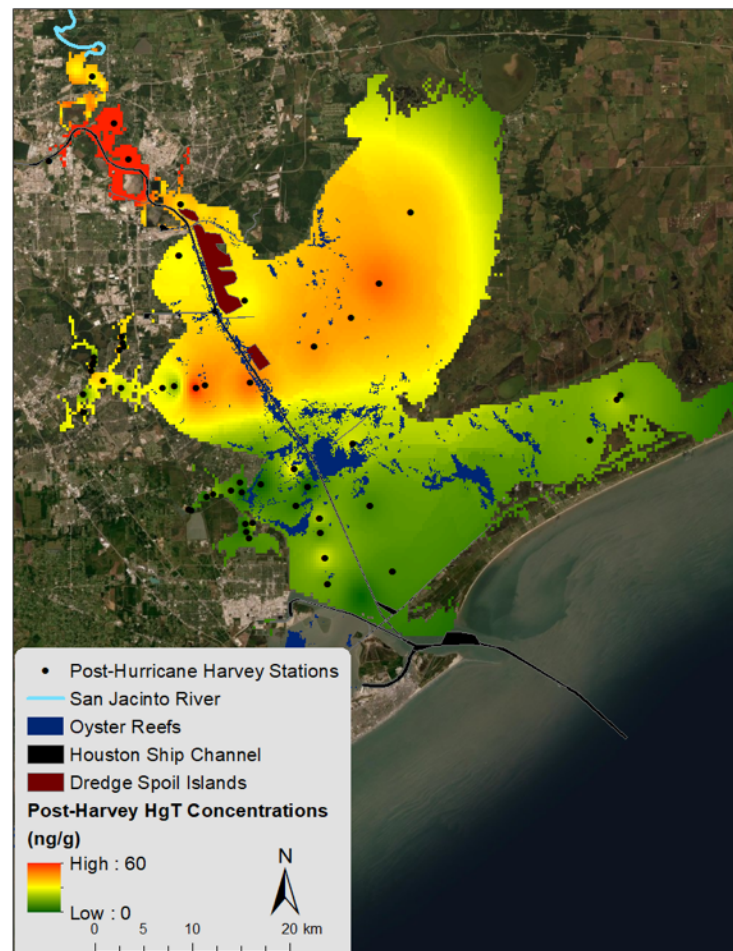 Post-Hurricane Harvey Stations
San Jacinto River
Oyster Reefs
Houston Ship Channel
Dredge Spoil Islands
Post-Harvey HgT Concentrations
(ng/g)
High : 60
Low : 0
N
0 5 10 20 km